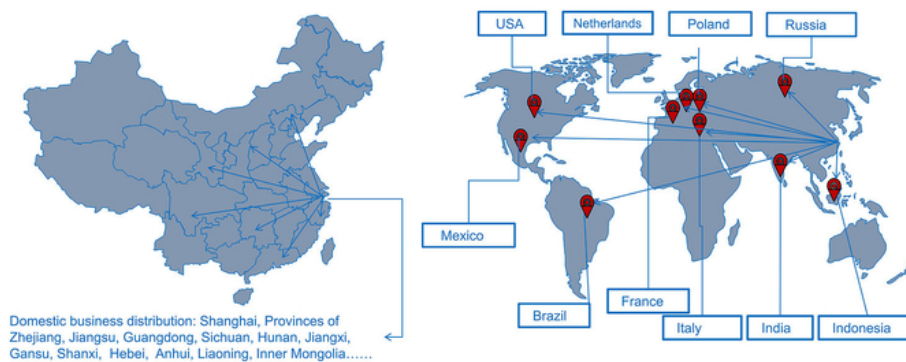 USA
Netherlands
Poland
Russia
Mexico
Brazil
France
Italy
India
Indonesia
Domestic business distribution: Shanghai, Provinces of
Zhejiang, Jiangsu, Guangdong, Sichuan, Hunan, Jiangxi,
Gansu, Shanxi, Hebei, Anhui, Liaoning, Inner Mongolia......